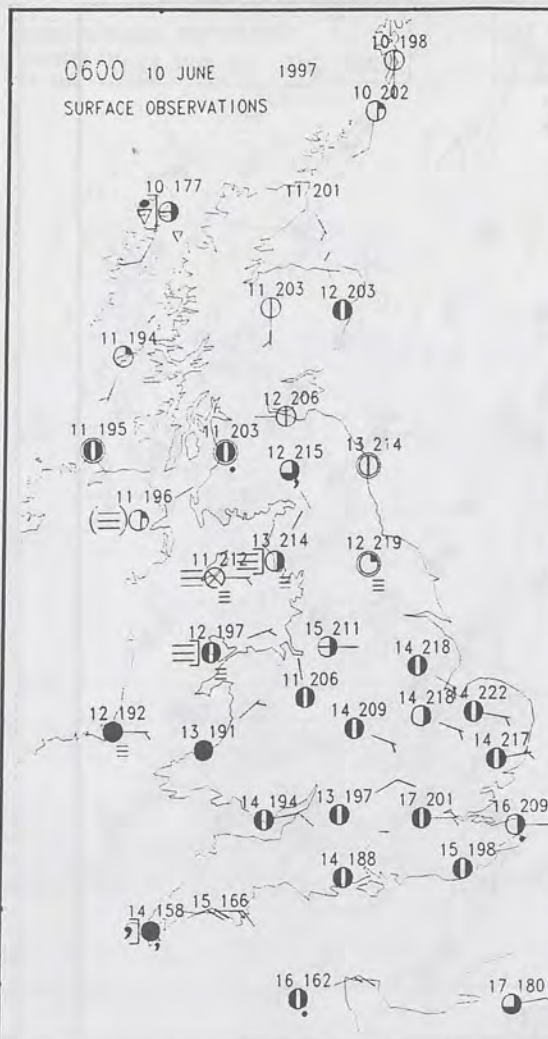 10 198
0600 10 JUNE 1997
10 202
SURFACE OBSERVATIONS
10 177
11 201
11 203 12 203
11 194
12 206
11 195 11 203
13 214
12 215
11 196
13 214
11 212 12 219
12 197 15 211
14 218
11 206
14 222
14 218
12 192 13 191
14 209
14 217
14 194 13 197 17 201
16 209
15 198
14 188
14 158 15 166
16 162
17 180